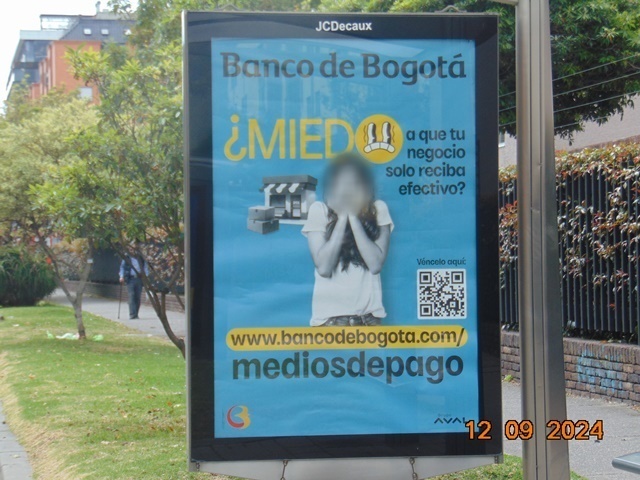 JCDecaux
Banco de Bogotá
¿MIEDO a que tu
negocio
solo reciba
efectivo?
Véncelo aquí:
www.bancodebogota.com/
mediosdepago
AVAL
12 09 2024